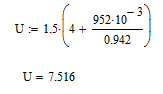 U := 1.5·(4 + 952·10⁻³ / 0.942)
U = 7.516